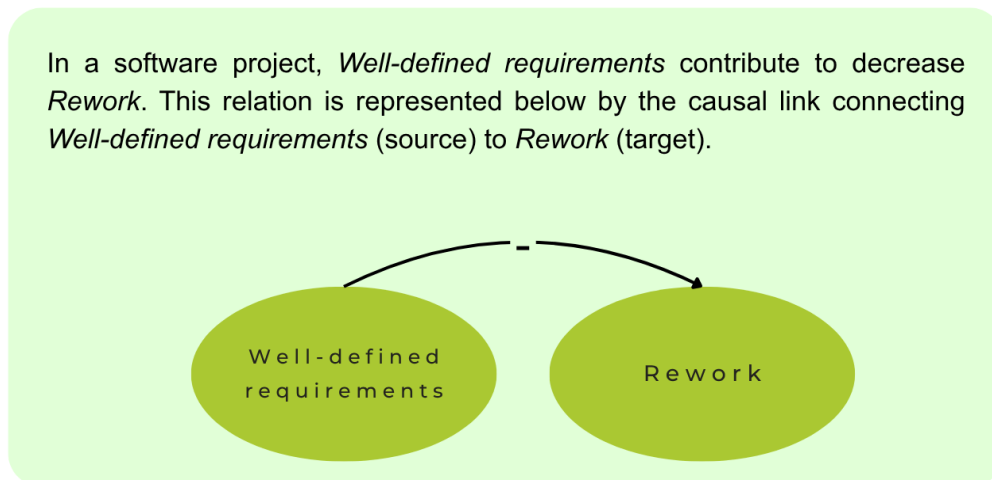 In a software project, Well-defined requirements contribute to decrease
Rework. This relation is represented below by the causal link connecting
Well-defined requirements (source) to Rework (target).
-
Well-defined
requirements
Rework